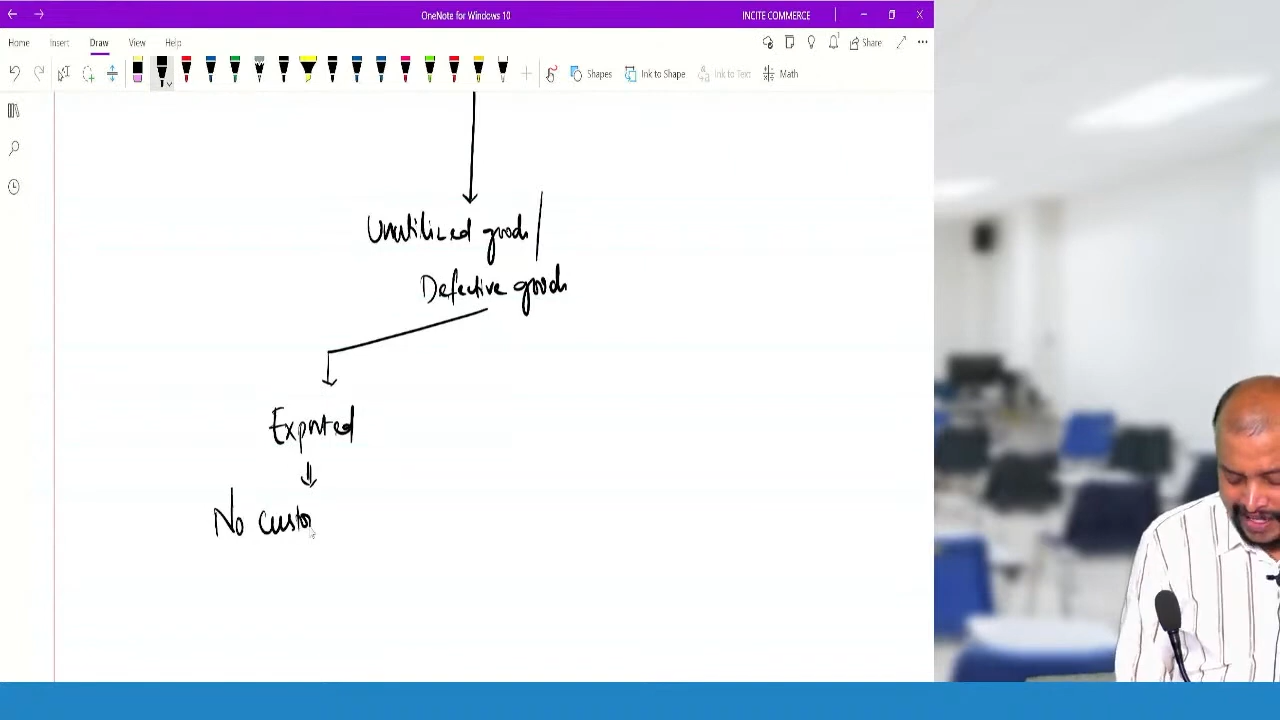 OneNote for Windows 10
INCITE COMMERCE
Home Insert Draw View Help
Share
Shapes Ink to Shape Ink to Text Math
Unutilized goods/
Defective goods
Exported
No custo